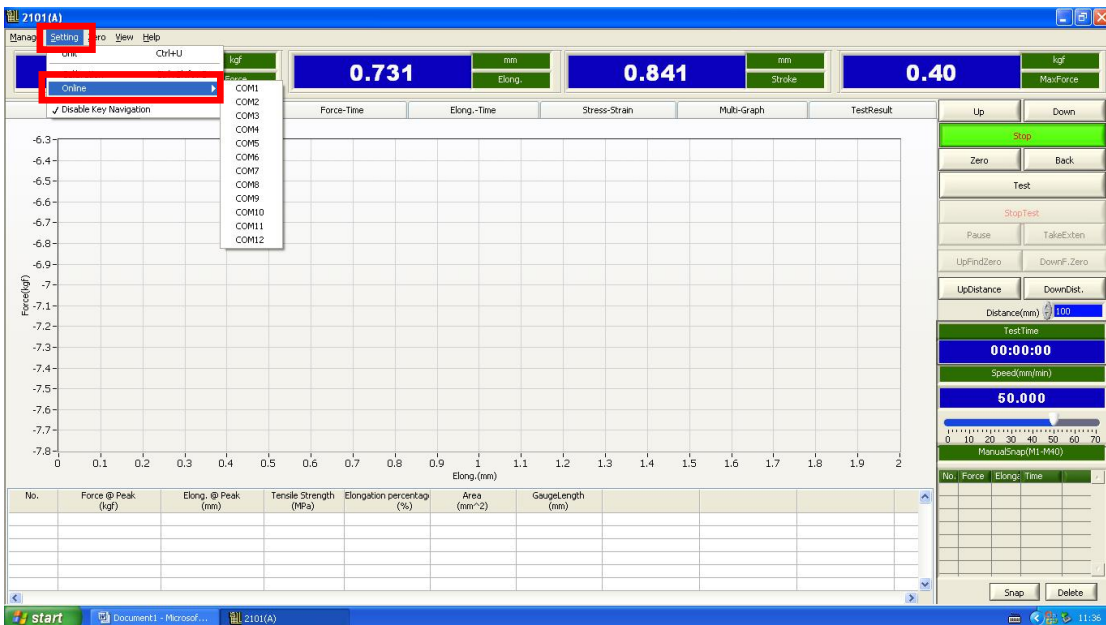 2101(A)
Setting Zero View Help
Unit Ctrl+U
kgf
0.731
mm
Elong.
0.841
mm
Stroke
0.40
kgf
MaxForce
Online
✓ Disable Key Navigation
COM1
COM2
COM3
COM4
COM5
COM6
COM7
COM8
COM9
COM10
COM11
COM12
Force-Time Elong.-Time Stress-Strain Multi-Graph TestResult
Up Down
Stop
Zero Back
Test
StopTest
Pause TakeExten
UpFindZero DownF.Zero
UpDistance DownDist.
Distance(mm) 100
TestTime
00:00:00
Speed(mm/min)
50.000
0 10 20 30 40 50 60 70
ManualSnap(M1-M40)
No. Force Time
Snap Delete
Force(kgf)
-6.3
-6.4
-6.5
-6.6
-6.7
-6.8
-6.9
-7
-7.1
-7.2
-7.3
-7.4
-7.5
-7.6
-7.7
-7.8
0 0.1 0.2 0.3 0.4 0.5 0.6 0.7 0.8 0.9 1 1.1 1.2 1.3 1.4 1.5 1.6 1.7 1.8 1.9 2
Elong.(mm)
No. Force @ Peak Elong. @ Peak Tensile Strength Elongation percentag Area GaugeLength
(kgf) (mm) (MPa) (%) (mm^2) (mm)
start Document1 - Microsof... 2101(A) 11:36